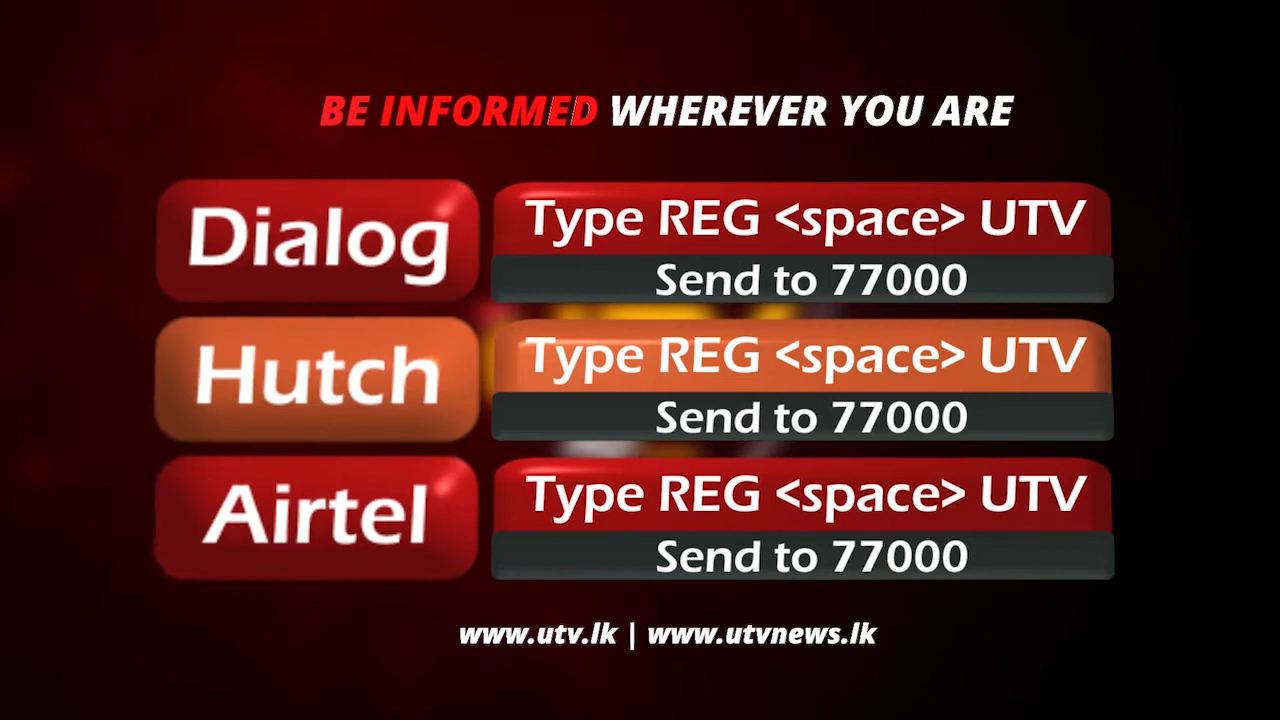 BE INFORMED WHEREVER YOU ARE
Dialog
Type REG <space> UTV
Send to 77000
Hutch
Type REG <space> UTV
Send to 77000
Airtel
Type REG <space> UTV
Send to 77000
www.utv.lk | www.utvnews.lk